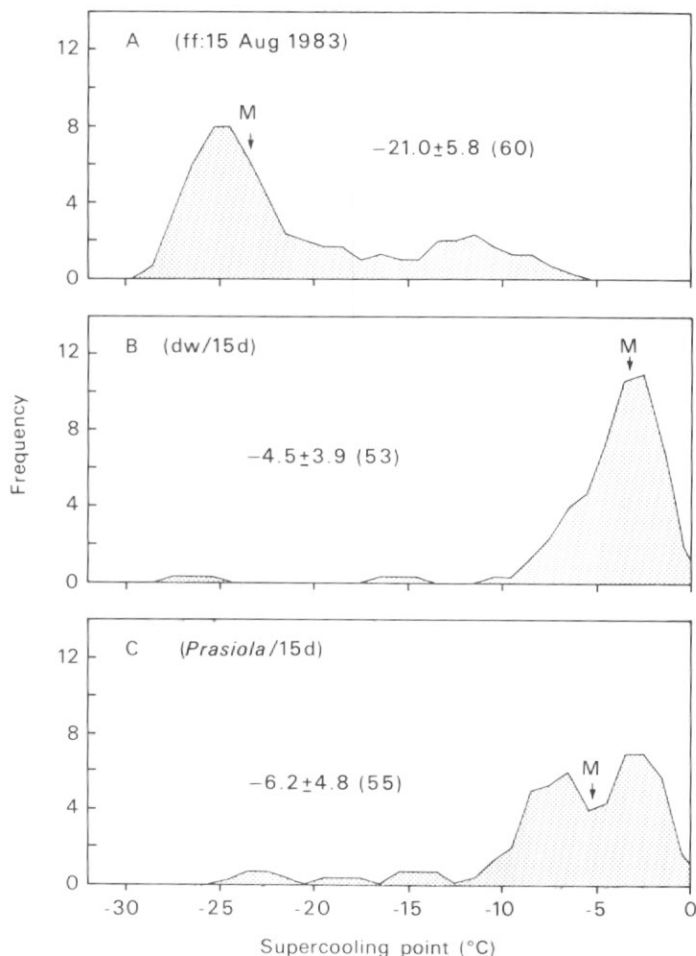 12
A (ff:15 Aug 1983)
M
8
−21.0±5.8 (60)
4
0
12
B (dw/15d)
M
8
−4.5±3.9 (53)
4
0
Frequency
12
C (Prasiola/15d)
8
M
−6.2±4.8 (55)
4
0
-30 -25 -20 -15 -10 -5 0
Supercooling point (°C)